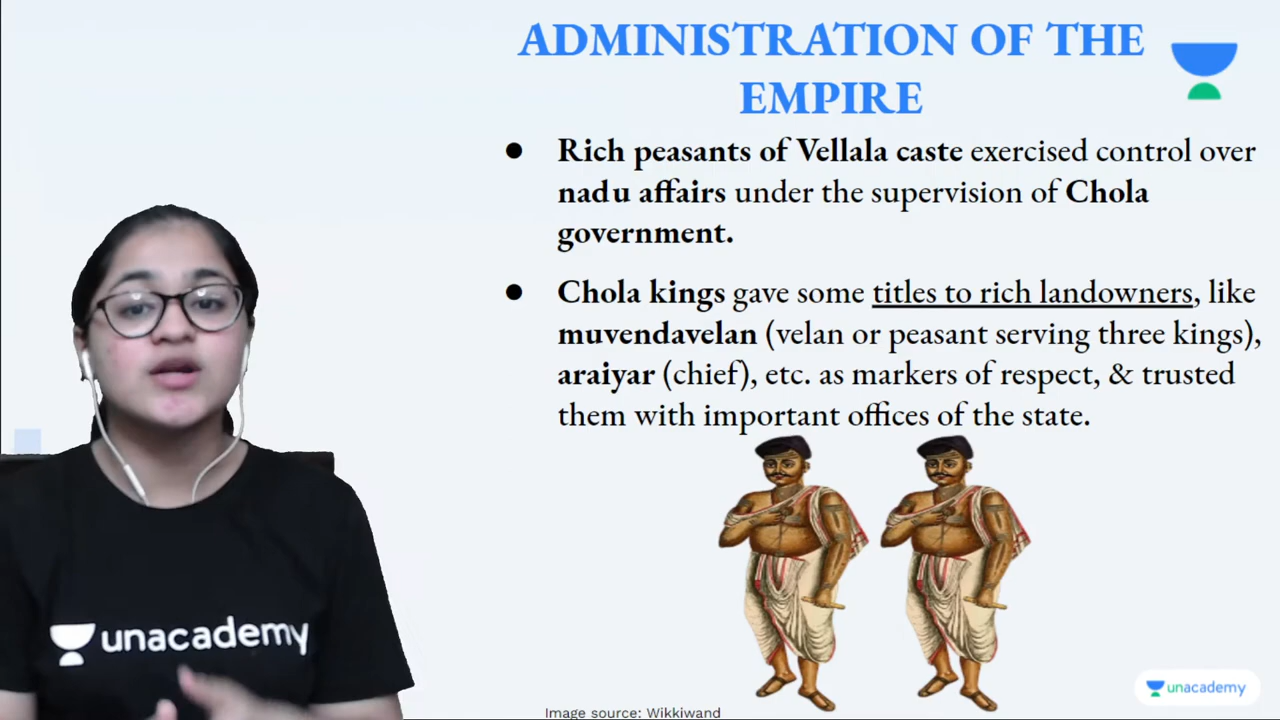 ADMINISTRATION OF THE
EMPIRE
● Rich peasants of Vellala caste exercised control over
nadu affairs under the supervision of Chola
government.
● Chola kings gave some titles to rich landowners, like
muvendavelan (velan or peasant serving three kings),
araiyar (chief), etc. as markers of respect, & trusted
them with important offices of the state.
unacademy
unacademy
Image source: Wikkiwand